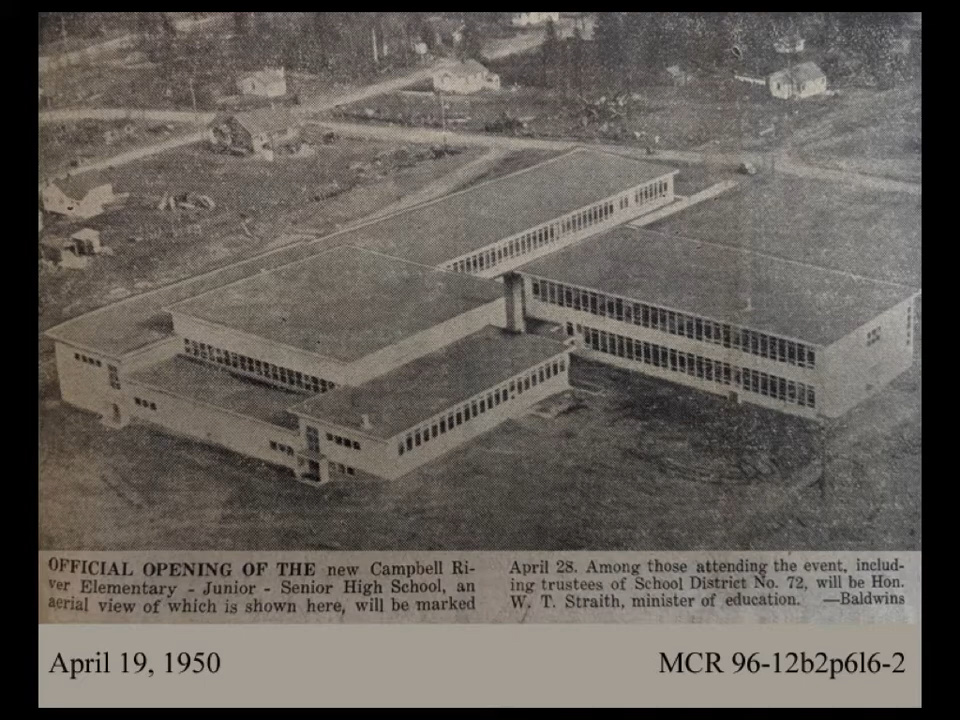 OFFICIAL OPENING OF THE new Campbell Ri-
ver Elementary - Junior - Senior High School, an
aerial view of which is shown here, will be marked
April 28. Among those attending the event, includ-
ing trustees of School District No. 72, will be Hon.
W. T. Straith, minister of education. —Baldwins
April 19, 1950
MCR 96-12b2p6l6-2